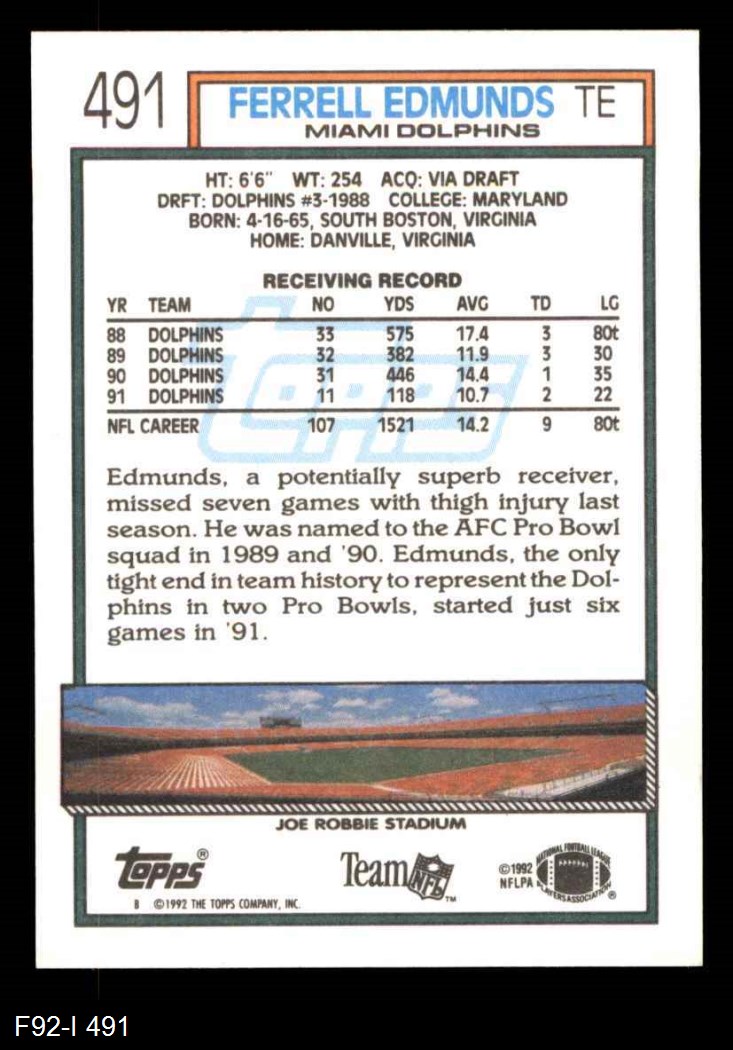 491 FERRELL EDMUNDS TE
MIAMI DOLPHINS
HT: 6'6" WT: 254 ACQ: VIA DRAFT
DRFT: DOLPHINS #3-1988 COLLEGE: MARYLAND
BORN: 4-16-65, SOUTH BOSTON, VIRGINIA
HOME: DANVILLE, VIRGINIA
RECEIVING RECORD
YR TEAM NO YDS AVG TD LG
88 DOLPHINS 33 575 17.4 3 80t
89 DOLPHINS 32 382 11.9 3 30
90 DOLPHINS 31 446 14.4 1 35
91 DOLPHINS 11 118 10.7 2 22
NFL CAREER 107 1521 14.2 9 80t
topps
Edmunds, a potentially superb receiver,
missed seven games with thigh injury last
season. He was named to the AFC Pro Bowl
squad in 1989 and '90. Edmunds, the only
tight end in team history to represent the Dol-
phins in two Pro Bowls, started just six
games in '91.
JOE ROBBIE STADIUM
topps®
B ©1992 THE TOPPS COMPANY, INC.
Team NFL™
©1992
NFLPA
NATIONAL FOOTBALL LEAGUE
PLAYERS ASSOCIATION ®
F92-I 491